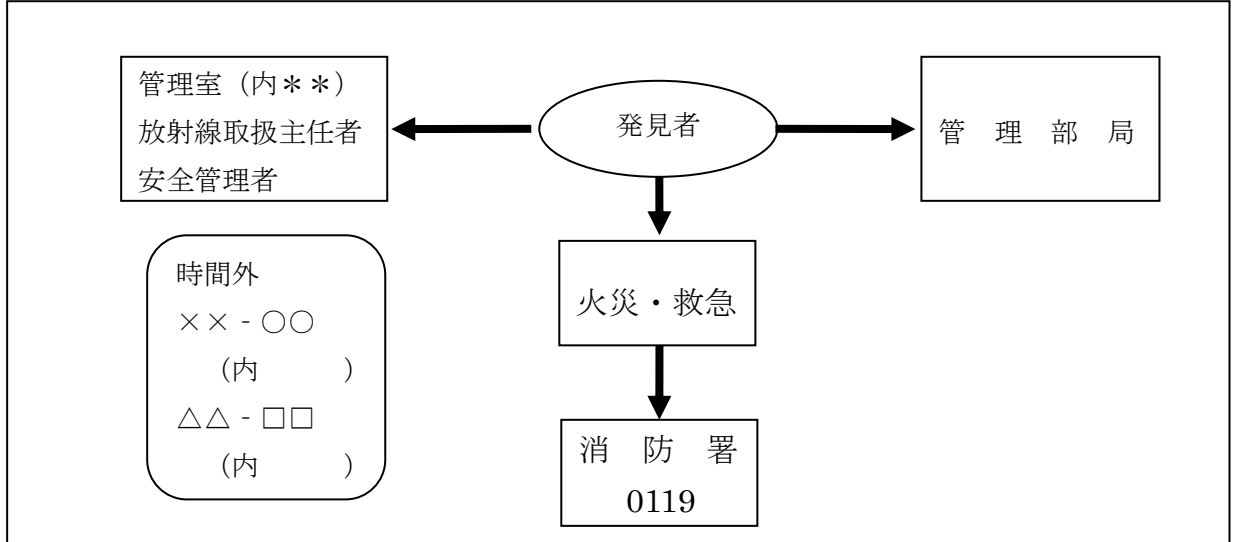 管理室（内＊＊）
放射線取扱主任者
安全管理者
発見者
管　理　部　局
時間外
××‐○○
（内　　　）
△△‐□□
（内　　　）
火災・救急
消　防　署
0119